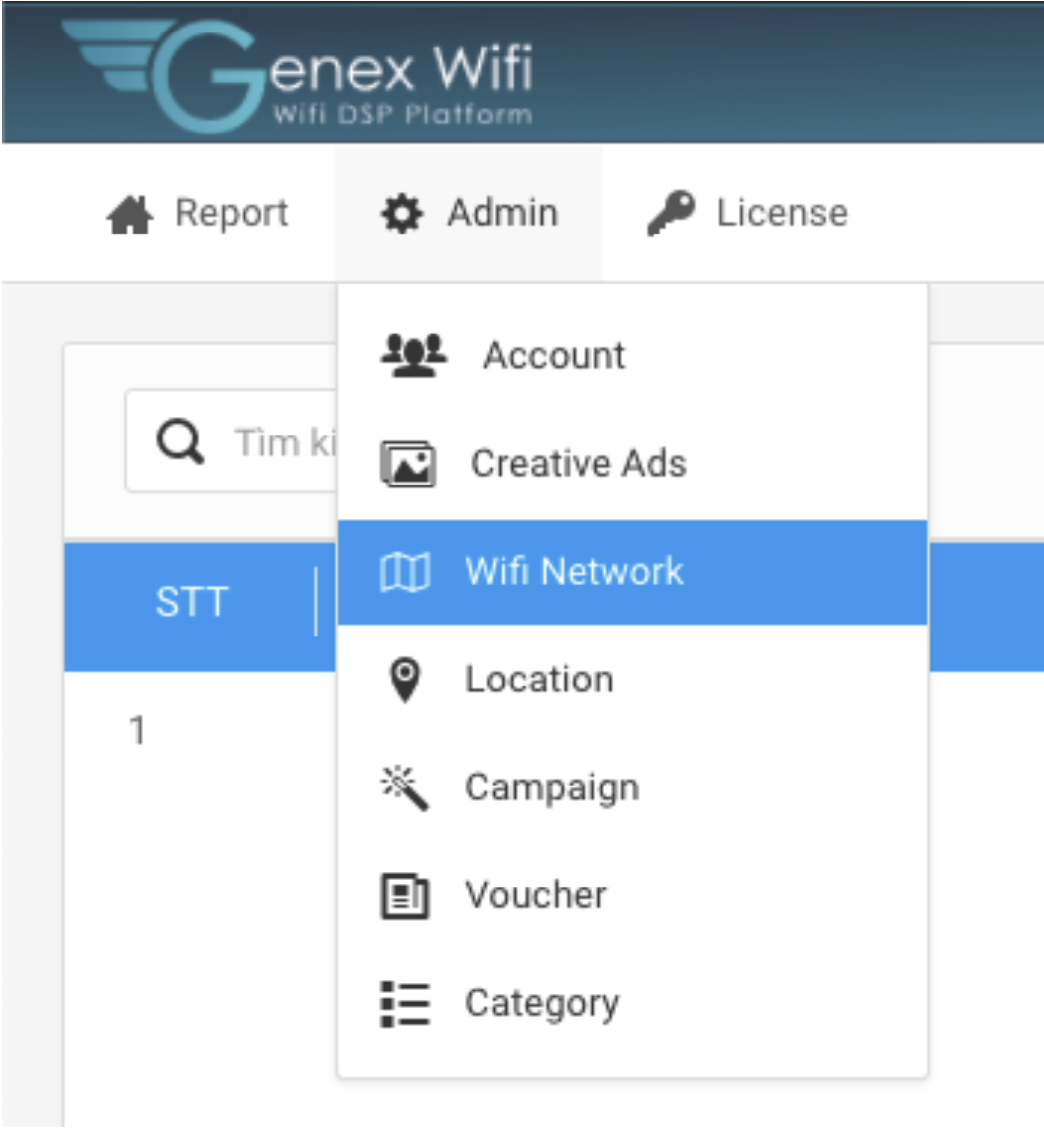 Genex Wifi
Wifi DSP Platform
Report Admin License
Account
Tìm
Creative Ads
Wifi Network
STT
Location
1
Campaign
Voucher
Category